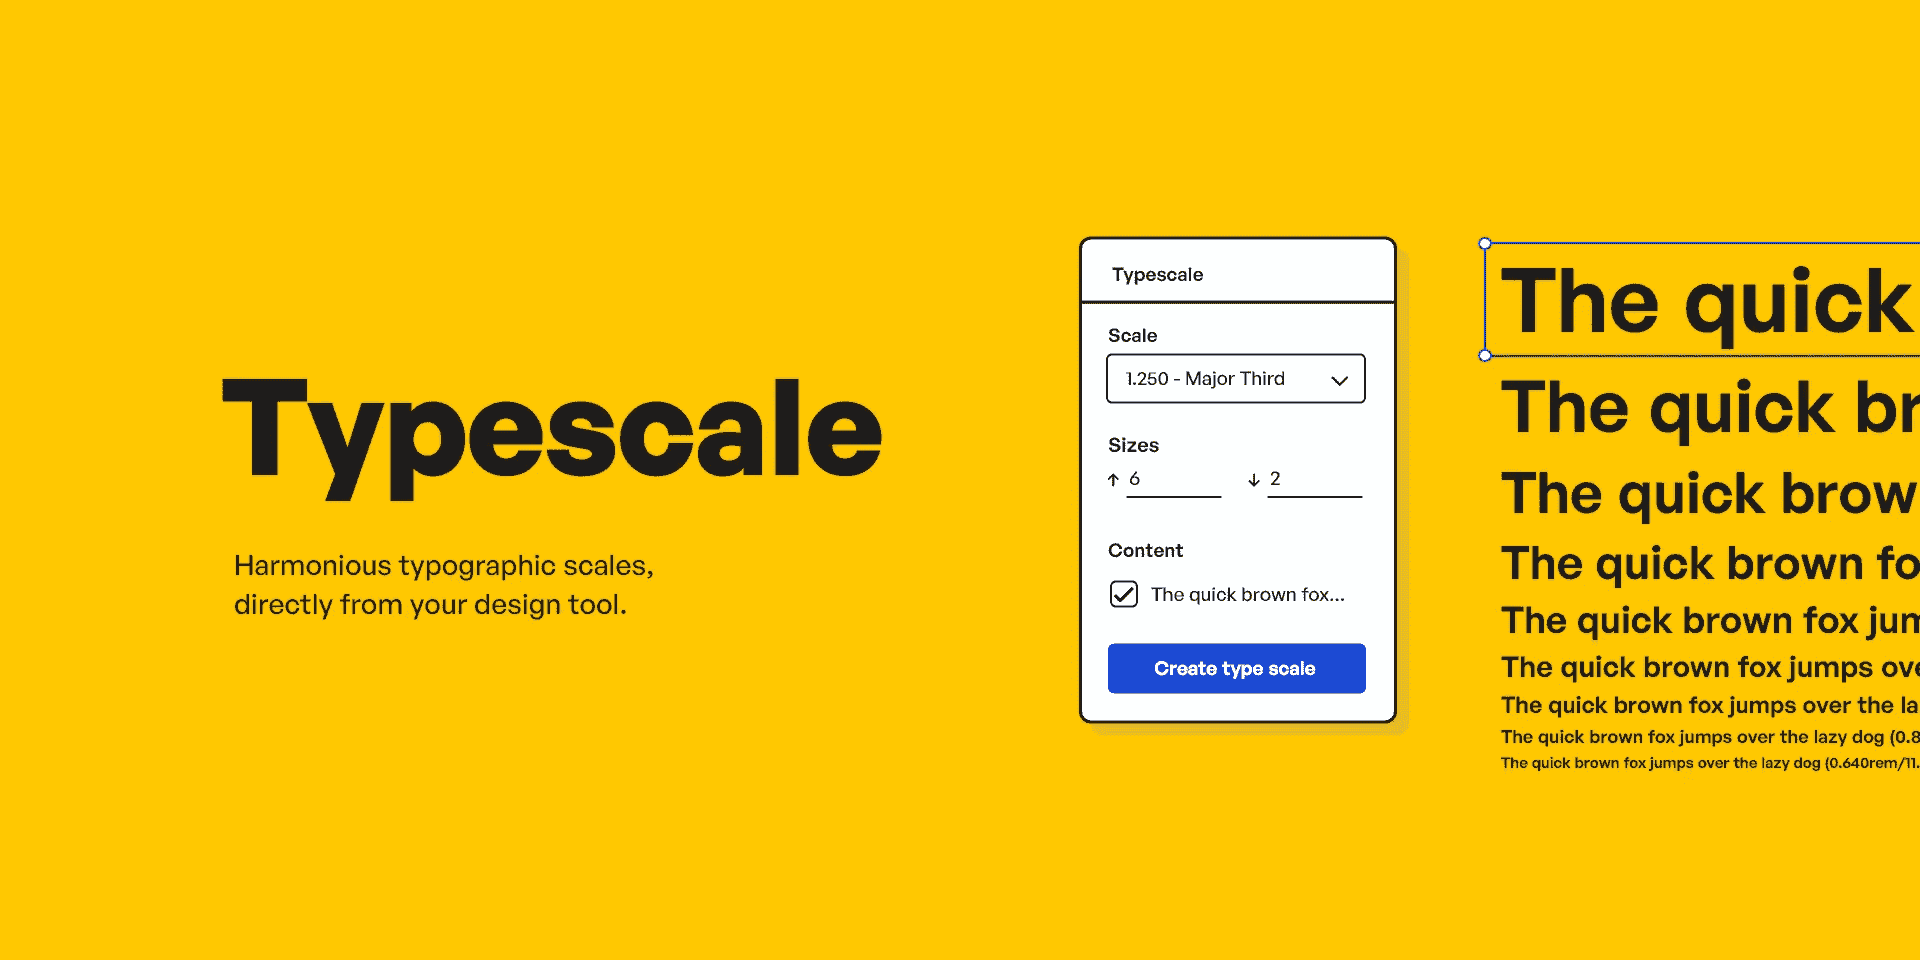 Typescale
Harmonious typographic scales,
directly from your design tool.
Typescale
Scale
1.250 - Major Third
Sizes
↑ 6 ↓ 2
Content
The quick brown fox...
Create type scale
The quick
The quick br
The quick brow
The quick brown fo
The quick brown fox jum
The quick brown fox jumps ove
The quick brown fox jumps over the la
The quick brown fox jumps over the lazy dog (0.8
The quick brown fox jumps over the lazy dog (0.640rem/11.